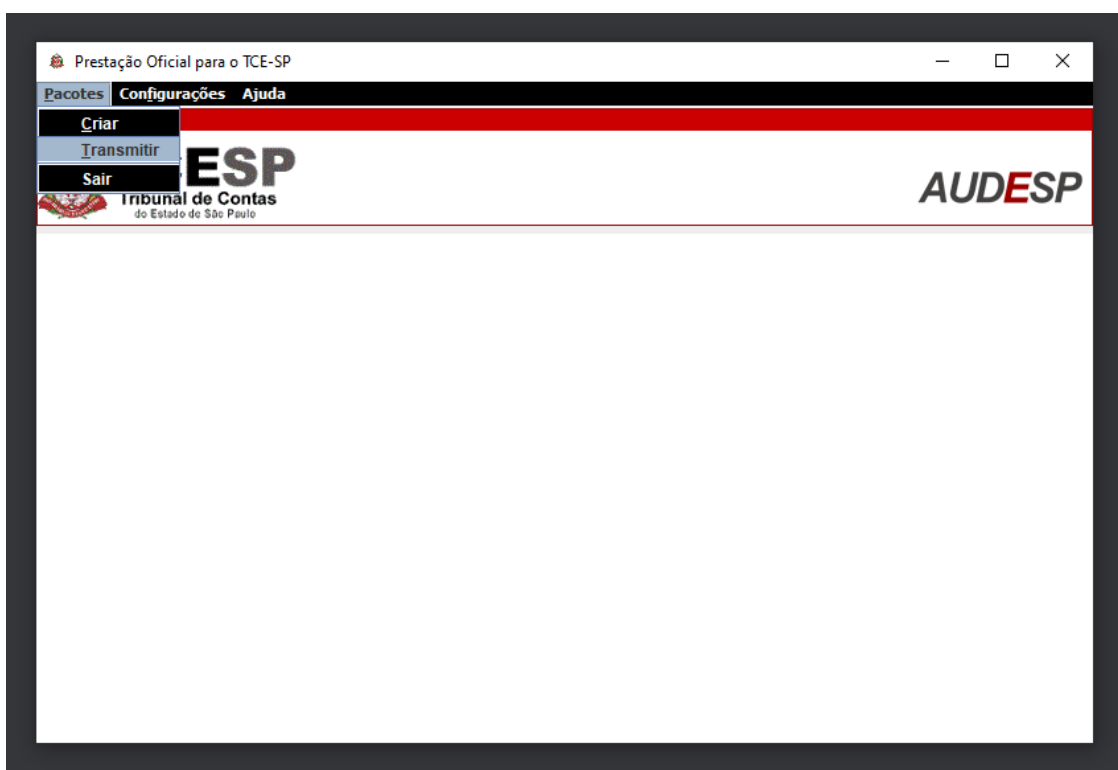 Prestação Oficial para o TCE-SP
Pacotes Configurações Ajuda
Criar
Transmitir
Sair
ESP
Tribunal de Contas
do Estado de São Paulo
AUDESP